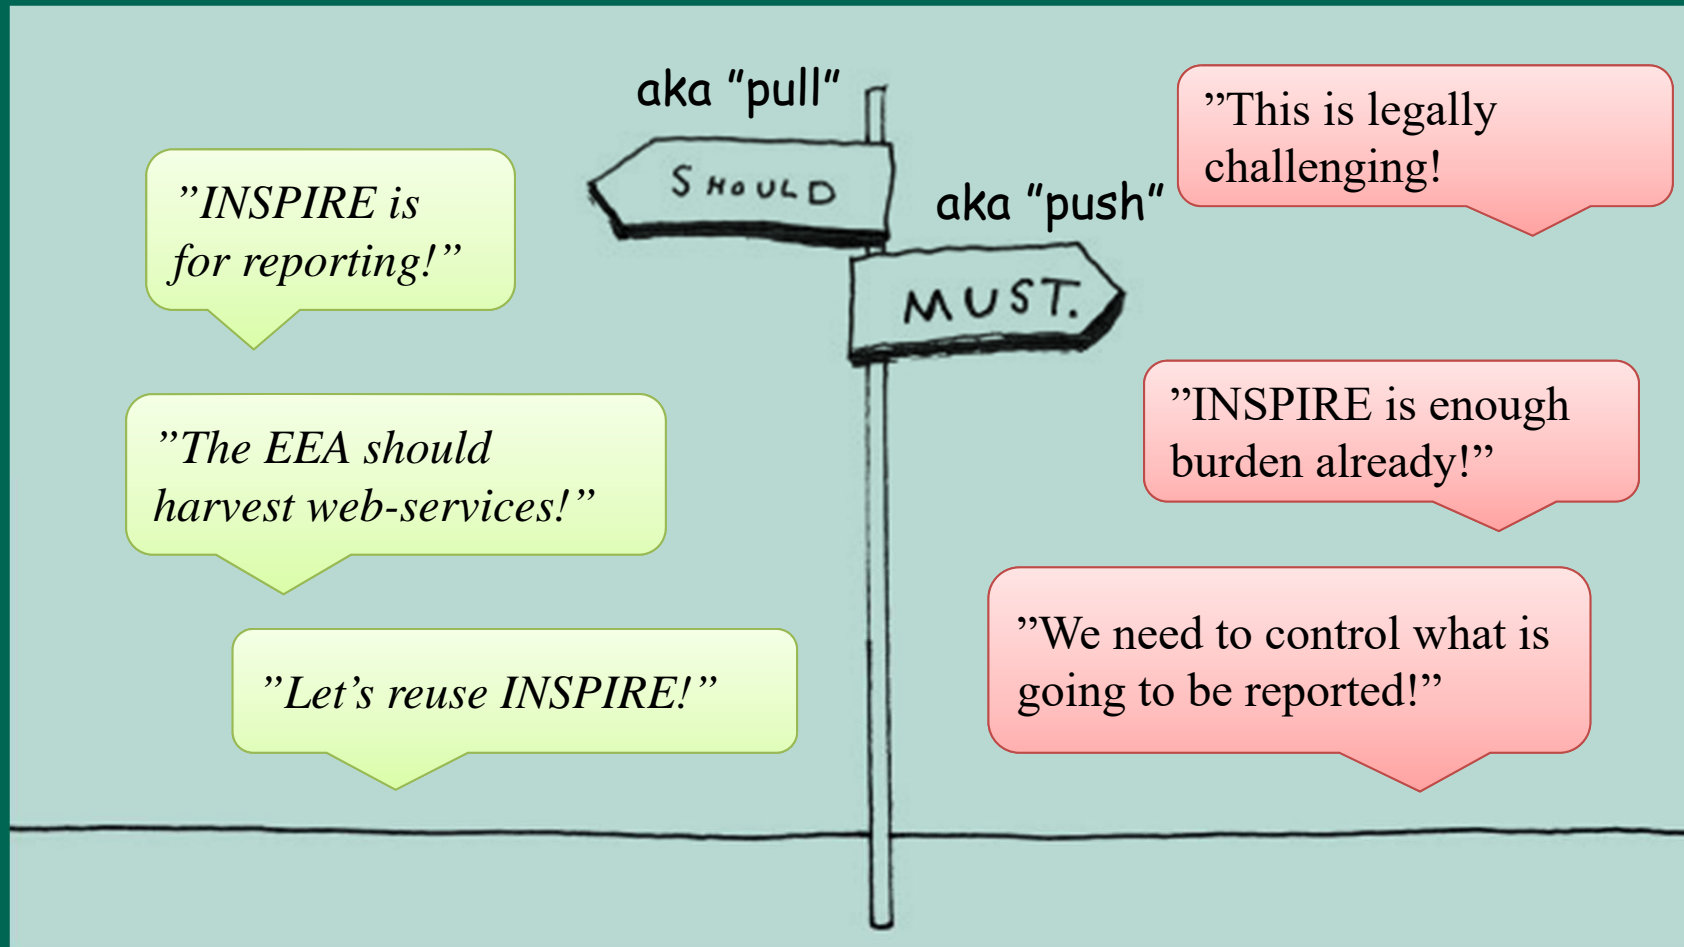 aka "pull"
SHOULD
aka "push"
MUST.
”INSPIRE is
for reporting!”
”The EEA should
harvest web-services!”
”Let’s reuse INSPIRE!”
”This is legally
challenging!
”INSPIRE is enough
burden already!”
”We need to control what is
going to be reported!”